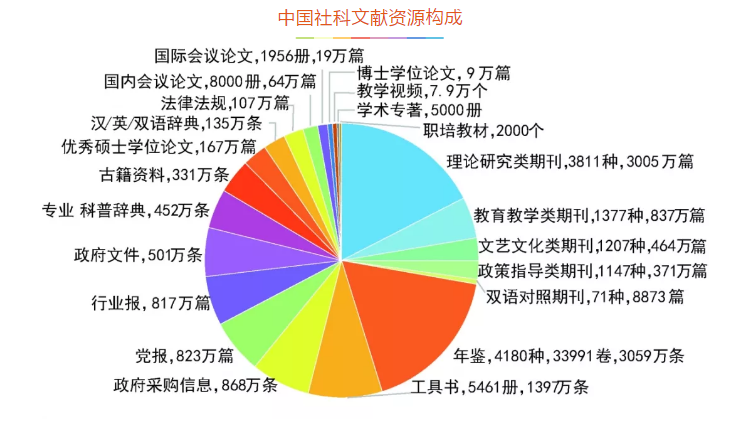 中国社科文献资源构成
国际会议论文,1956册,19万篇
国内会议论文,8000册,64万篇
法律法规,107万篇
汉/英/双语辞典,135万条
优秀硕士学位论文,167万篇
古籍资料,331万条
专业 科普辞典,452万条
政府文件,501万条
行业报,817万篇
党报,823万篇
政府采购信息,868万条
博士学位论文,9万篇
教学视频,7.9万个
学术专著,5000册
职培教材,2000个
理论研究类期刊,3811种,3005万篇
教育教学类期刊,1377种,837万篇
文艺文化类期刊,1207种,464万篇
政策指导类期刊,1147种,371万篇
双语对照期刊,71种,8873篇
年鉴,4180种,33991卷,3059万条
工具书,5461册,1397万条